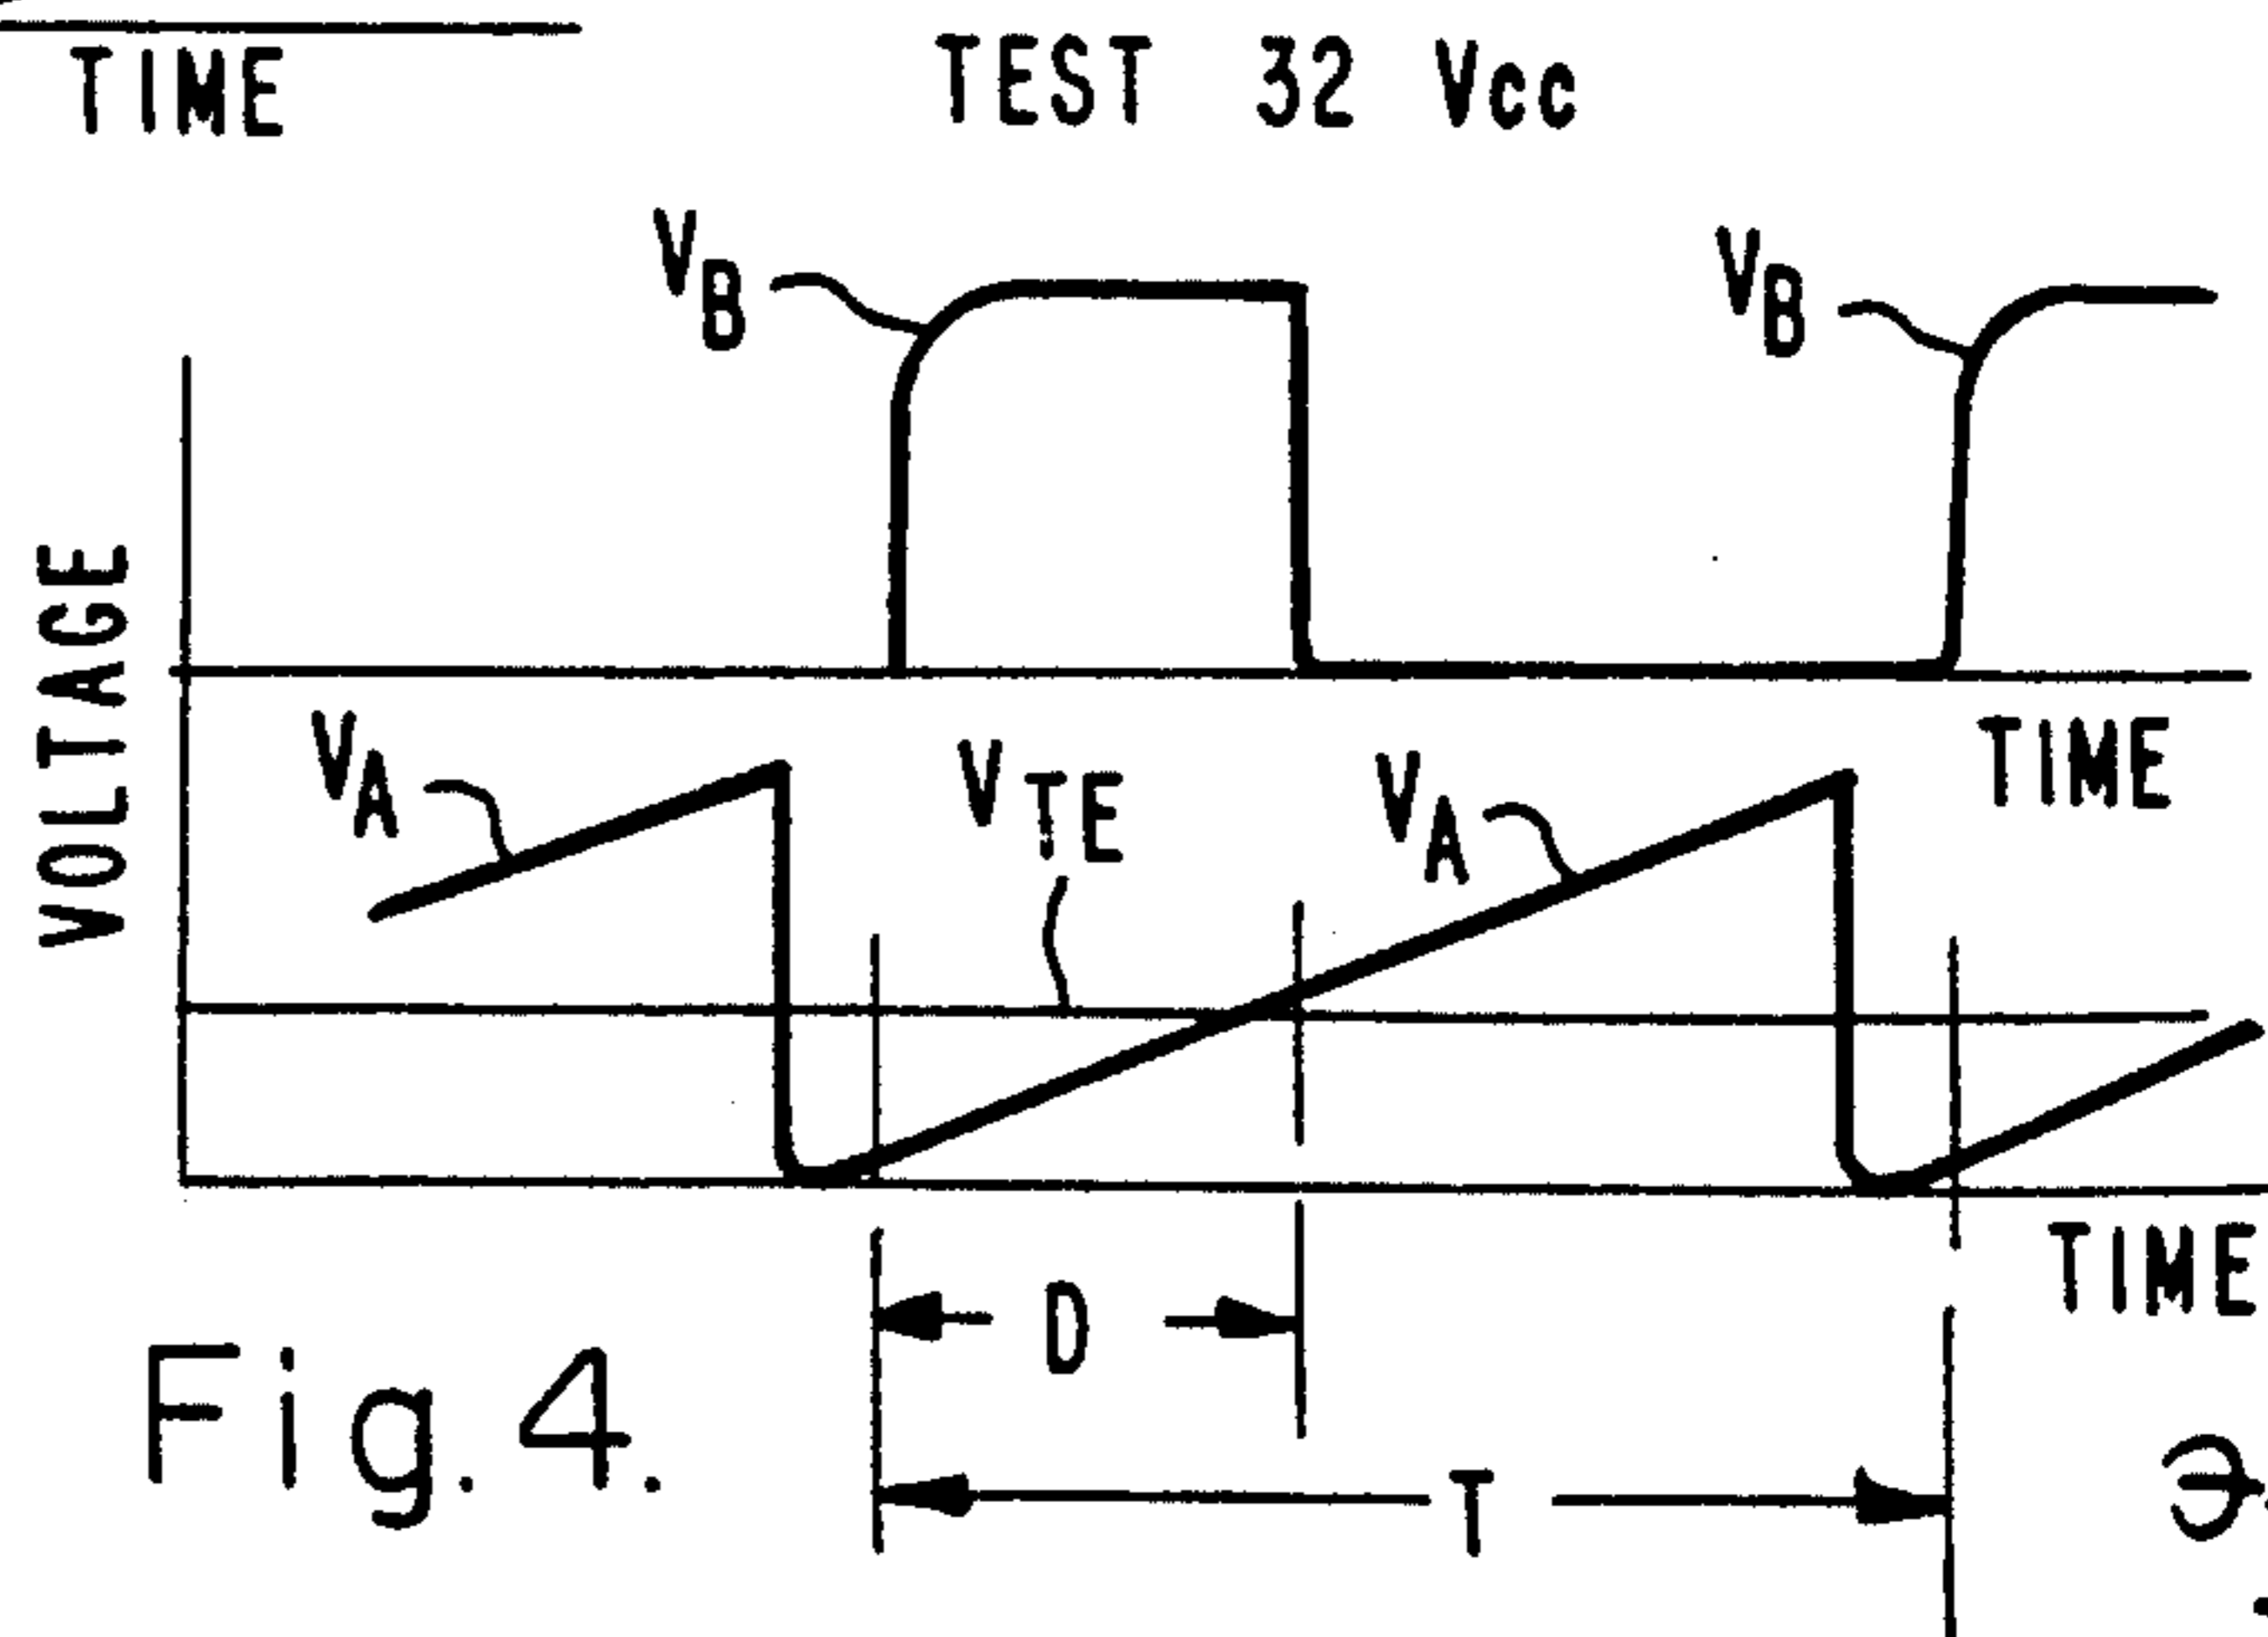 TIME
TEST 32 Vcc
VB
VB
VOLTAGE
TIME
VA
VTE
VA
TIME
D
T
Fig. 4.